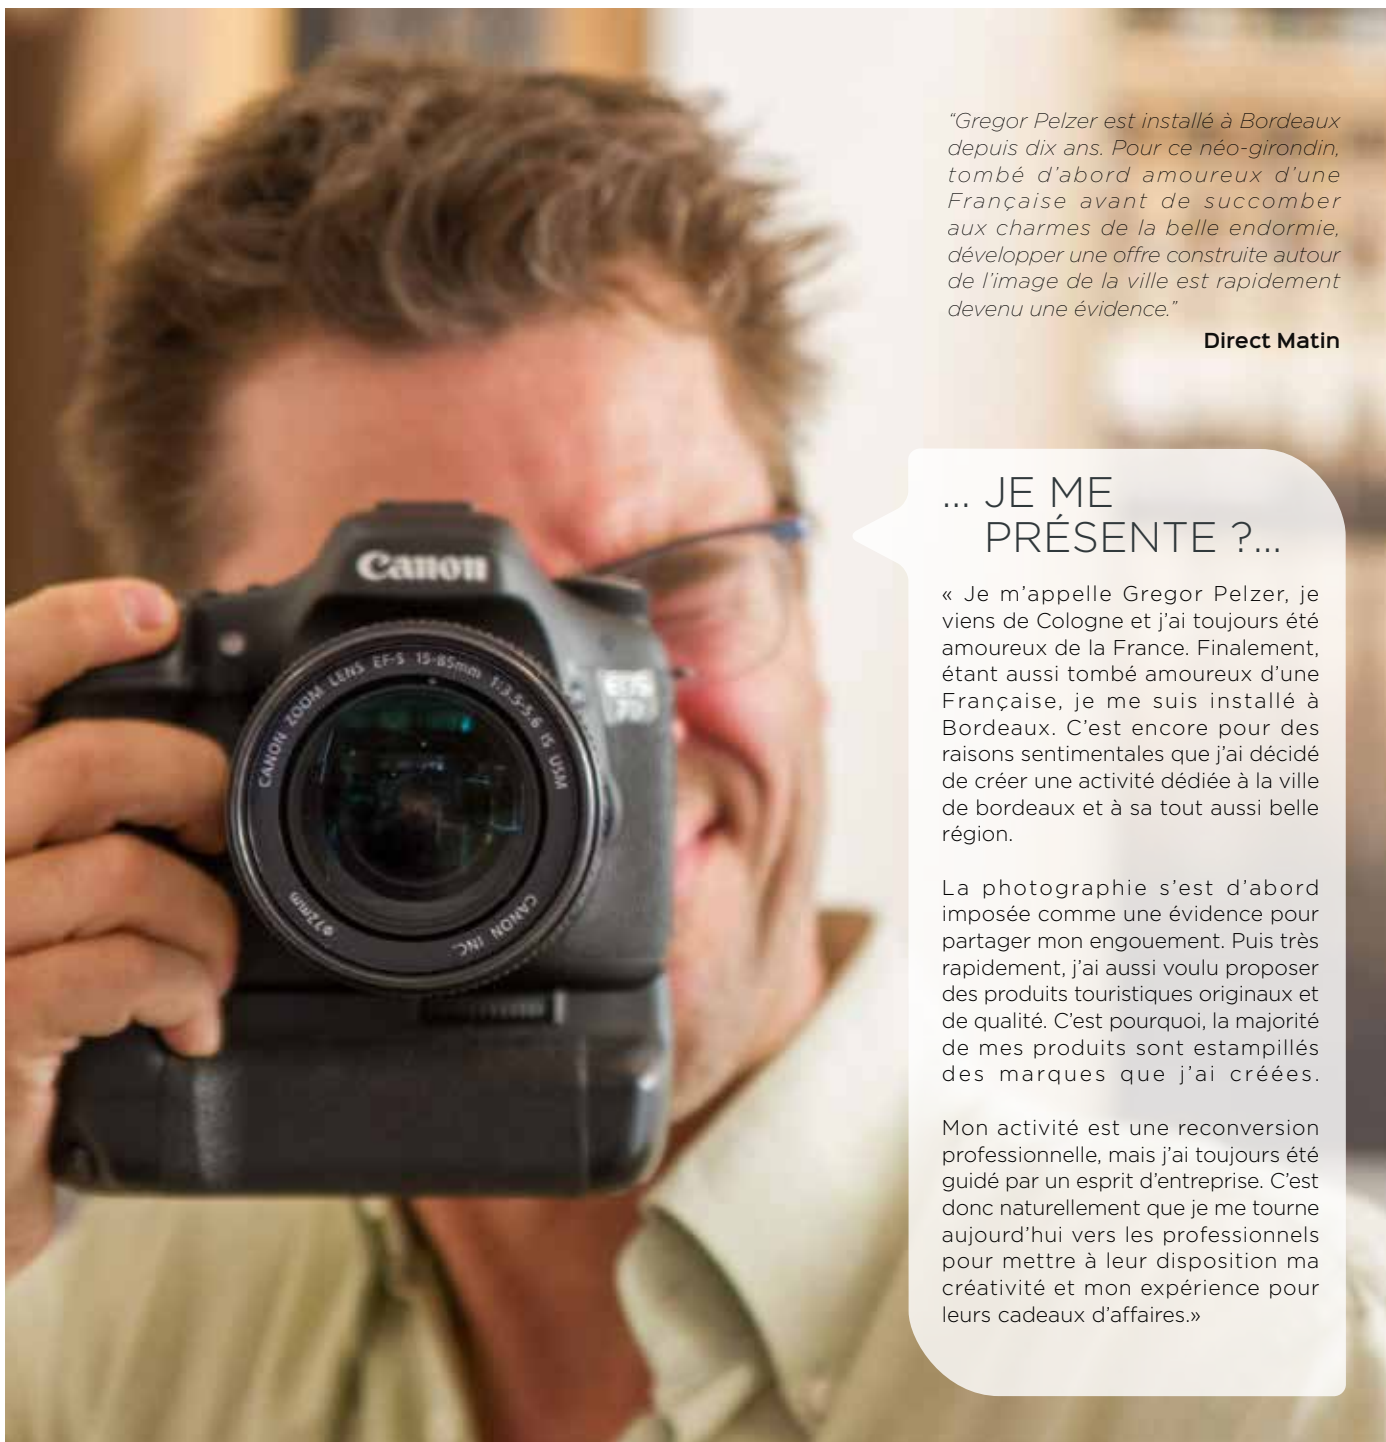 “Gregor Pelzer est installé à Bordeaux
depuis dix ans. Pour ce néo-girondin,
tombé d’abord amoureux d’une
Française avant de succomber
aux charmes de la belle endormie,
développer une offre construite autour
de l’image de la ville est rapidement
devenu une évidence.”
Direct Matin
... JE ME
PRÉSENTE ?...
« Je m’appelle Gregor Pelzer, je
viens de Cologne et j’ai toujours été
amoureux de la France. Finalement,
étant aussi tombé amoureux d’une
Française, je me suis installé à
Bordeaux. C’est encore pour des
raisons sentimentales que j’ai décidé
de créer une activité dédiée à la ville
de bordeaux et à sa tout aussi belle
région.
La photographie s’est d’abord
imposée comme une évidence pour
partager mon engouement. Puis très
rapidement, j’ai aussi voulu proposer
des produits touristiques originaux et
de qualité. C’est pourquoi, la majorité
de mes produits sont estampillés
des marques que j’ai créées.
Mon activité est une reconversion
professionnelle, mais j’ai toujours été
guidé par un esprit d’entreprise. C’est
donc naturellement que je me tourne
aujourd’hui vers les professionnels
pour mettre à leur disposition ma
créativité et mon expérience pour
leurs cadeaux d’affaires.»
Canon
EOS
7D
CANON ZOOM LENS EF-S 15-85mm 1:3.5-5.6 IS USM
CANON INC.
Φ72mm